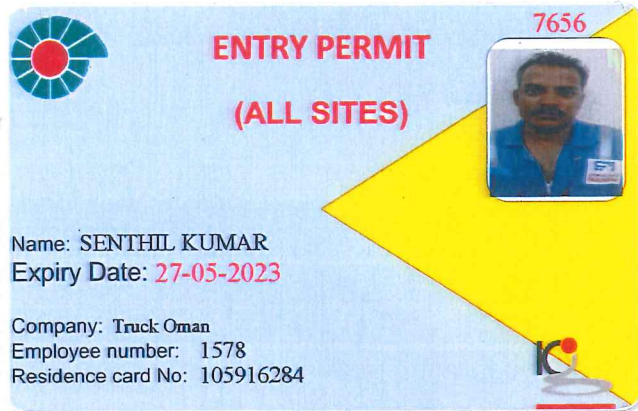 7656
ENTRY PERMIT
(ALL SITES)
Name: SENTHIL KUMAR
Expiry Date: 27-05-2023
Company: Truck Oman
Employee number: 1578
Residence card No: 105916284